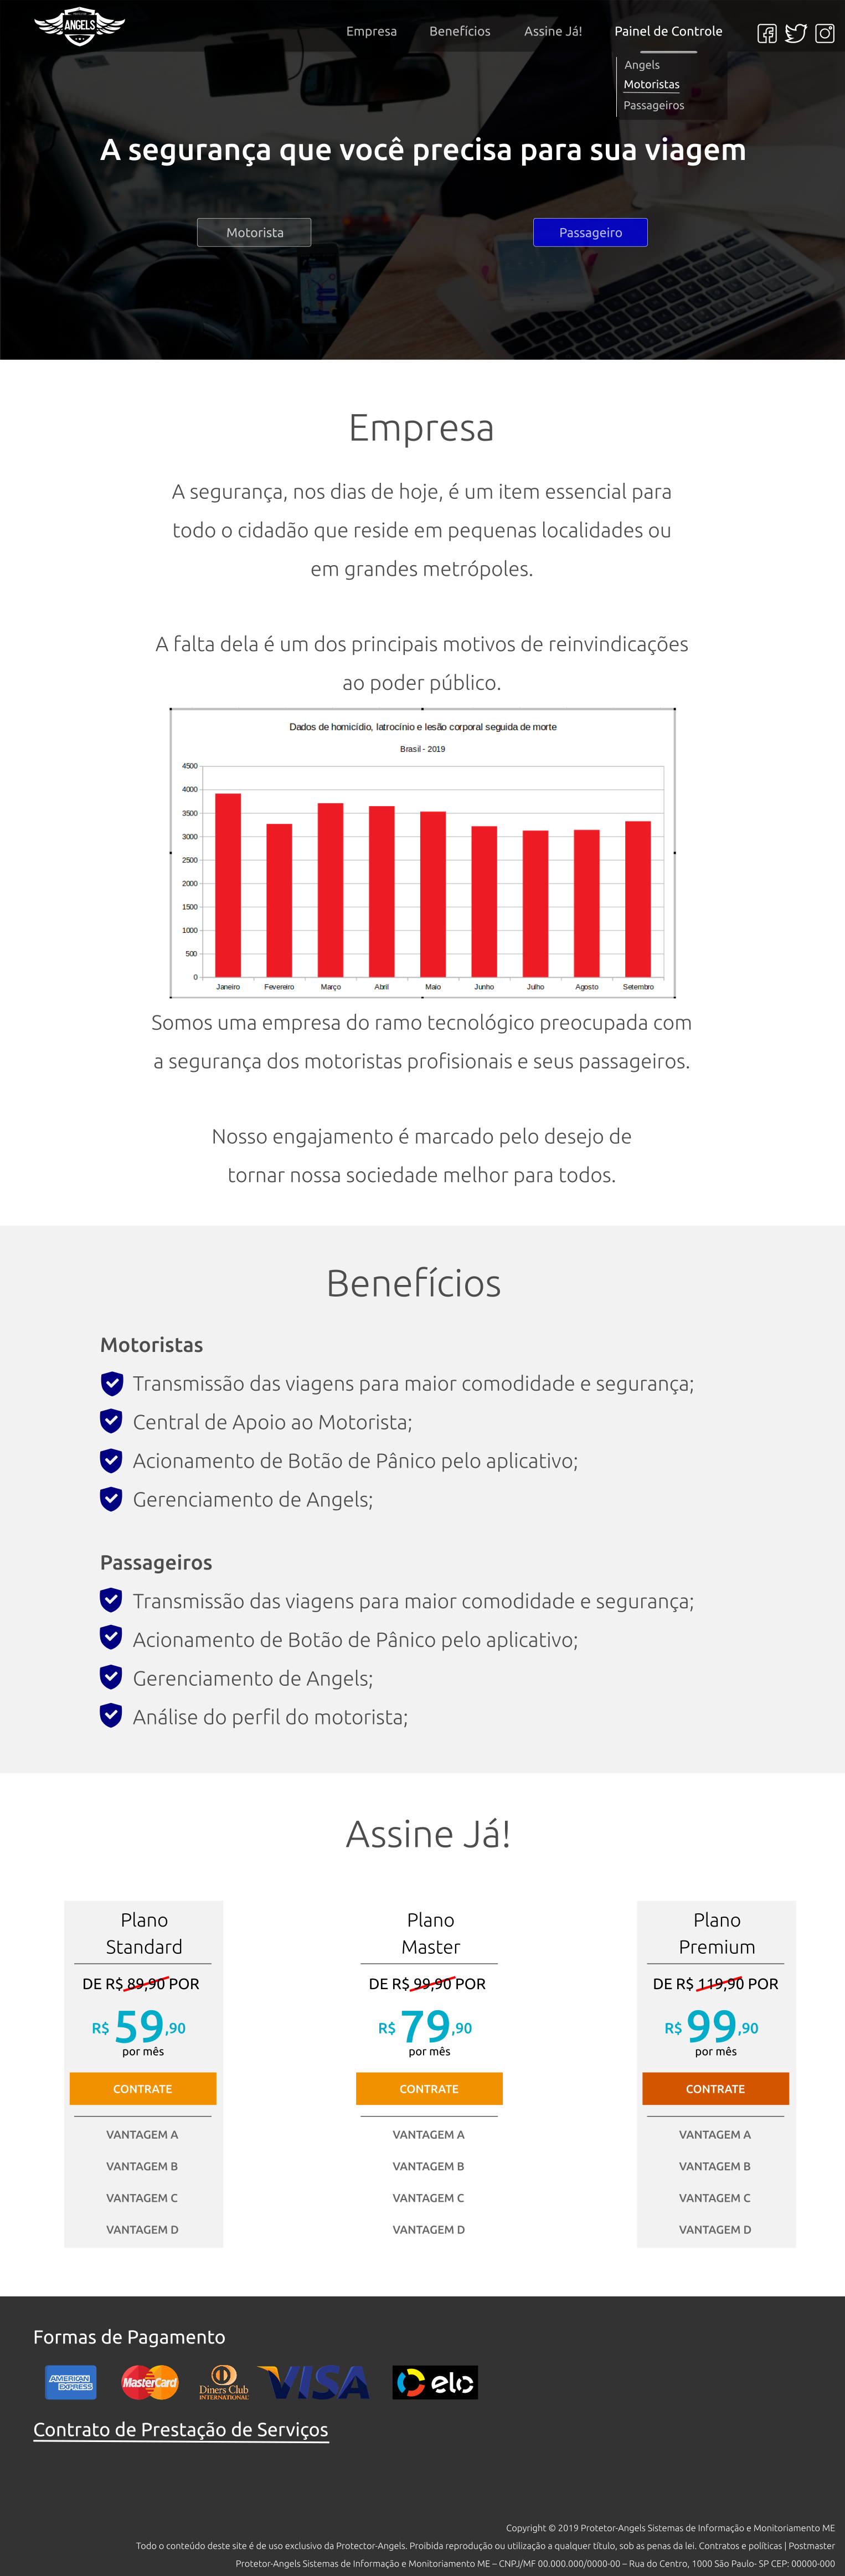 ANGELS
Empresa
Benefícios
Assine Já!
Painel de Controle
Angels
Motoristas
Passageiros
A segurança que você precisa para sua viagem
Motorista
Passageiro
Empresa
A segurança, nos dias de hoje, é um item essencial para
todo o cidadão que reside em pequenas localidades ou
em grandes metrópoles.
A falta dela é um dos principais motivos de reinvindicações
ao poder público.
Dados de homicídio, latrocínio e lesão corporal seguida de morte
Brasil - 2019
4500
4000
3500
3000
2500
2000
1500
1000
500
0
Janeiro Fevereiro Março Abril Maio Junho Julho Agosto Setembro
Somos uma empresa do ramo tecnológico preocupada com
a segurança dos motoristas profissionais e seus passageiros.
Nosso engajamento é marcado pelo desejo de
tornar nossa sociedade melhor para todos.
Benefícios
Motoristas
Transmissão das viagens para maior comodidade e segurança;
Central de Apoio ao Motorista;
Acionamento de Botão de Pânico pelo aplicativo;
Gerenciamento de Angels;
Passageiros
Transmissão das viagens para maior comodidade e segurança;
Acionamento de Botão de Pânico pelo aplicativo;
Gerenciamento de Angels;
Análise do perfil do motorista;
Assine Já!
Plano
Standard
DE R$ 89,90 POR
R$ 59,90
por mês
CONTRATE
VANTAGEM A
VANTAGEM B
VANTAGEM C
VANTAGEM D
Plano
Master
DE R$ 99,90 POR
R$ 79,90
por mês
CONTRATE
VANTAGEM A
VANTAGEM B
VANTAGEM C
VANTAGEM D
Plano
Premium
DE R$ 119,90 POR
R$ 99,90
por mês
CONTRATE
VANTAGEM A
VANTAGEM B
VANTAGEM C
VANTAGEM D
Formas de Pagamento
AMERICAN
EXPRESS
MasterCard
Diners Club
INTERNATIONAL
VISA
elo
Contrato de Prestação de Serviços
Copyright © 2019 Protetor-Angels Sistemas de Informação e Monitoriamento ME
Todo o conteúdo deste site é de uso exclusivo da Protector-Angels. Proibida reprodução ou utilização a qualquer título, sob as penas da lei. Contratos e políticas | Postmaster
Protetor-Angels Sistemas de Informação e Monitoriamento ME – CNPJ/MF 00.000.000/0000-00 – Rua do Centro, 1000 São Paulo- SP CEP: 00000-000